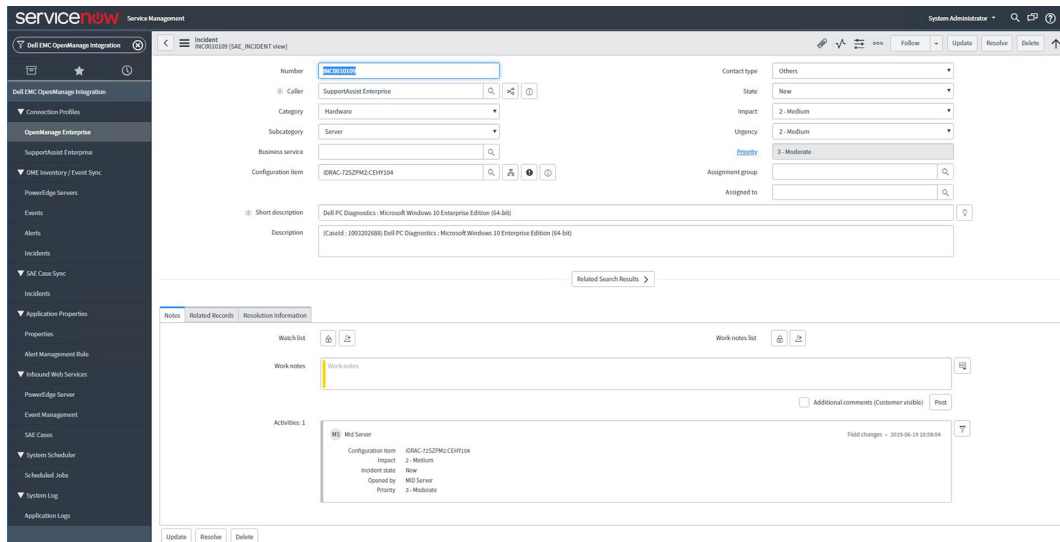 servicenow Service Management
System Administrator
Dell EMC OpenManage Integration
Incident
INC0010109 [SAE_INCIDENT view]
Follow
Update
Resolve
Delete
Dell EMC OpenManage Integration
Connection Profiles
OpenManage Enterprise
SupportAssist Enterprise
OME Inventory / Event Sync
PowerEdge Servers
Events
Alerts
Incidents
SAE Case Sync
Incidents
Application Properties
Properties
Alert Management Rule
Inbound Web Services
PowerEdge Server
Event Management
SAE Cases
System Scheduler
Scheduled Jobs
System Log
Application Logs
Number INC0010109
Caller SupportAssist Enterprise
Category Hardware
Subcategory Server
Business service
Configuration item iDRAC-72SZPM2:CEHY104
Contact type Others
State New
Impact 2 - Medium
Urgency 2 - Medium
Priority 3 - Moderate
Assignment group
Assigned to
Short description Dell PC Diagnostics : Microsoft Windows 10 Enterprise Edition (64-bit)
Description (CaseId : 1003202688) Dell PC Diagnostics : Microsoft Windows 10 Enterprise Edition (64-bit)
Related Search Results
Notes Related Records Resolution Information
Watch list
Work notes list
Work notes Work notes
Additional comments (Customer visible) Post
Activities: 1
MS Mid Server Field changes • 2019-06-19 10:58:04
Configuration item iDRAC-72SZPM2:CEHY104
Impact 2 - Medium
Incident state New
Opened by MID Server
Priority 3 - Moderate
Update Resolve Delete